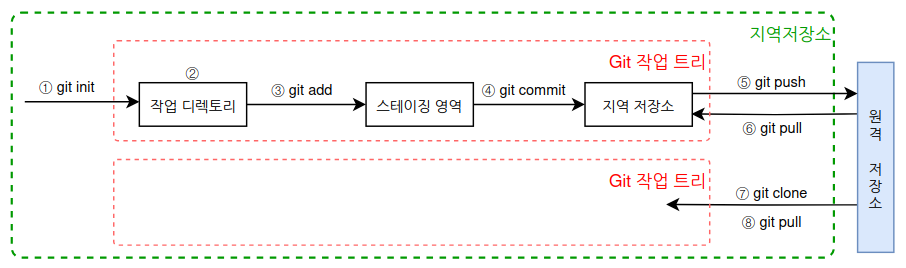 지역저장소
Git 작업 트리
① git init
②
작업 디렉토리
③ git add
스테이징 영역
④ git commit
지역 저장소
⑤ git push
⑥ git pull
원
격
저
장
소
Git 작업 트리
⑦ git clone
⑧ git pull